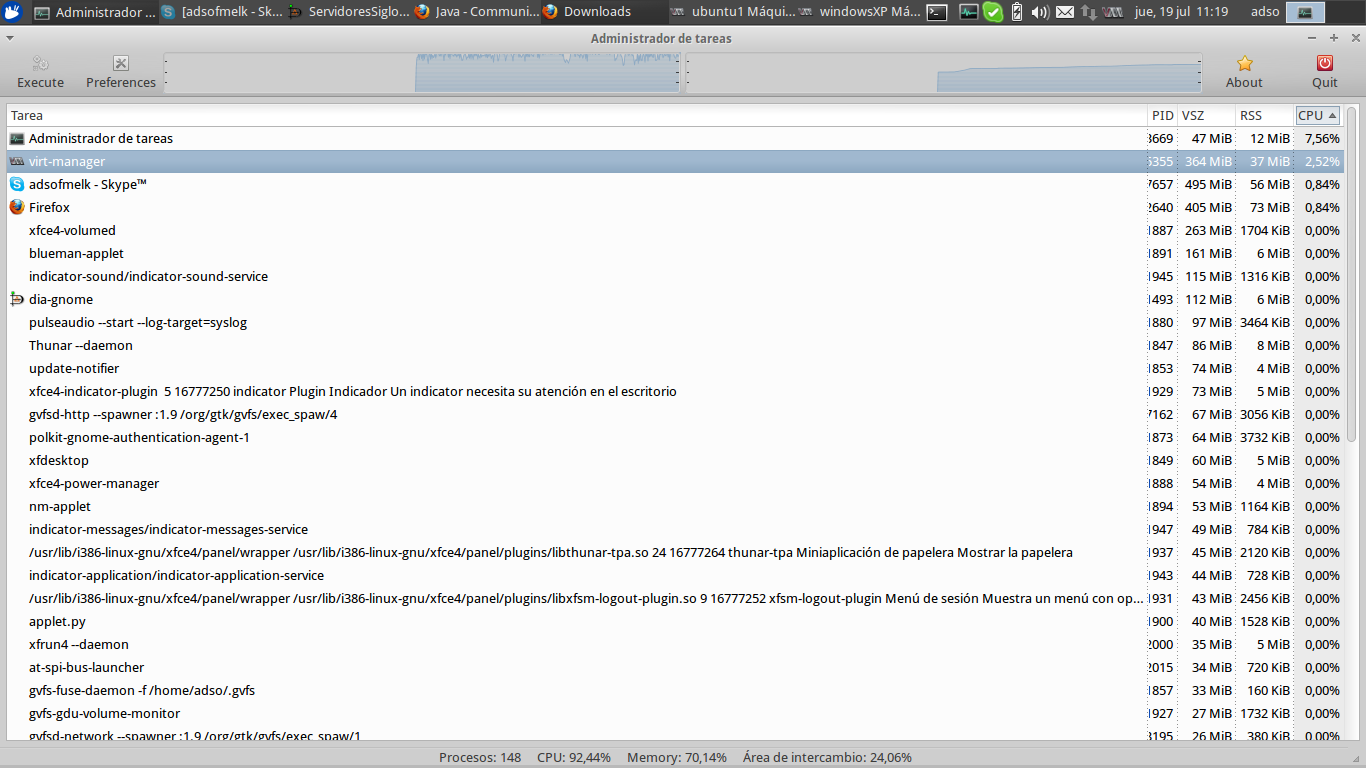 Administrador ... [adsofmelk - Sk... ServidoresSiglo... Java - Communi... Downloads ubuntu1 Máqui... windowsXP Má... jue, 19 jul 11:19 adso
Administrador de tareas
Execute Preferences About Quit
Tarea PID VSZ RSS CPU
Administrador de tareas 3669 47 MiB 12 MiB 7,56%
virt-manager 364 MiB 37 MiB 2,52%
adsofmelk - Skype™ 7657 495 MiB 56 MiB 0,84%
Firefox 2640 405 MiB 73 MiB 0,84%
xfce4-volumed 1887 263 MiB 1704 KiB 0,00%
blueman-applet 1891 161 MiB 6 MiB 0,00%
indicator-sound/indicator-sound-service 1945 115 MiB 1316 KiB 0,00%
dia-gnome 1493 112 MiB 6 MiB 0,00%
pulseaudio --start --log-target=syslog 1880 97 MiB 3464 KiB 0,00%
Thunar --daemon 1847 86 MiB 8 MiB 0,00%
update-notifier 1853 74 MiB 4 MiB 0,00%
xfce4-indicator-plugin 5 16777250 indicator Plugin Indicador Un indicator necesita su atención en el escritorio 1929 73 MiB 5 MiB 0,00%
gvfsd-http --spawner :1.9 /org/gtk/gvfs/exec_spaw/4 7162 67 MiB 3056 KiB 0,00%
polkit-gnome-authentication-agent-1 1873 64 MiB 3732 KiB 0,00%
xfdesktop 1849 60 MiB 5 MiB 0,00%
xfce4-power-manager 1888 54 MiB 4 MiB 0,00%
nm-applet 1894 53 MiB 1164 KiB 0,00%
indicator-messages/indicator-messages-service 1947 49 MiB 784 KiB 0,00%
/usr/lib/i386-linux-gnu/xfce4/panel/wrapper /usr/lib/i386-linux-gnu/xfce4/panel/plugins/libthunar-tpa.so 24 16777264 thunar-tpa Miniaplicación de papelera Mostrar la papelera 1937 45 MiB 2120 KiB 0,00%
indicator-application/indicator-application-service 1943 44 MiB 728 KiB 0,00%
/usr/lib/i386-linux-gnu/xfce4/panel/wrapper /usr/lib/i386-linux-gnu/xfce4/panel/plugins/libxfsm-logout-plugin.so 9 16777252 xfsm-logout-plugin Menú de sesión Muestra un menú con op... 1931 43 MiB 2456 KiB 0,00%
applet.py 1900 40 MiB 1528 KiB 0,00%
xfrun4 --daemon 2000 35 MiB 5 MiB 0,00%
at-spi-bus-launcher 2015 34 MiB 720 KiB 0,00%
gvfs-fuse-daemon -f /home/adso/.gvfs 1857 33 MiB 160 KiB 0,00%
gvfs-gdu-volume-monitor 1927 27 MiB 1732 KiB 0,00%
gvfsd-network --spawner :1.9 /org/gtk/gvfs/exec_spaw/1 3195 26 MiB 380 KiB 0,00%
Procesos: 148 CPU: 92,44% Memory: 70,14% Área de intercambio: 24,06%